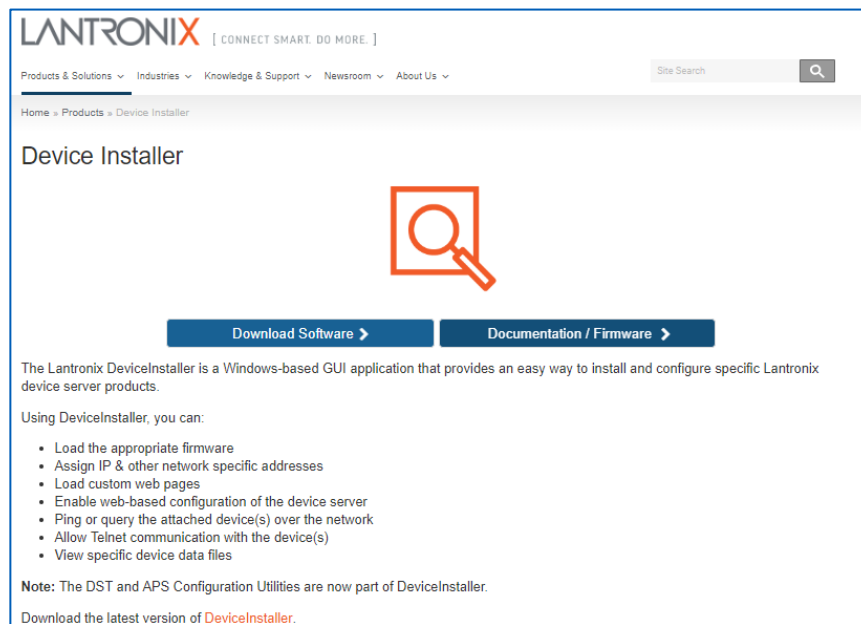 LANTRONIX [ CONNECT SMART. DO MORE. ]
Products & Solutions Industries Knowledge & Support Newsroom About Us
Site Search
Home » Products » Device Installer
Device Installer
Download Software
Documentation / Firmware
The Lantronix DeviceInstaller is a Windows-based GUI application that provides an easy way to install and configure specific Lantronix
device server products.
Using DeviceInstaller, you can:
• Load the appropriate firmware
• Assign IP & other network specific addresses
• Load custom web pages
• Enable web-based configuration of the device server
• Ping or query the attached device(s) over the network
• Allow Telnet communication with the device(s)
• View specific device data files
Note: The DST and APS Configuration Utilities are now part of DeviceInstaller.
Download the latest version of DeviceInstaller.